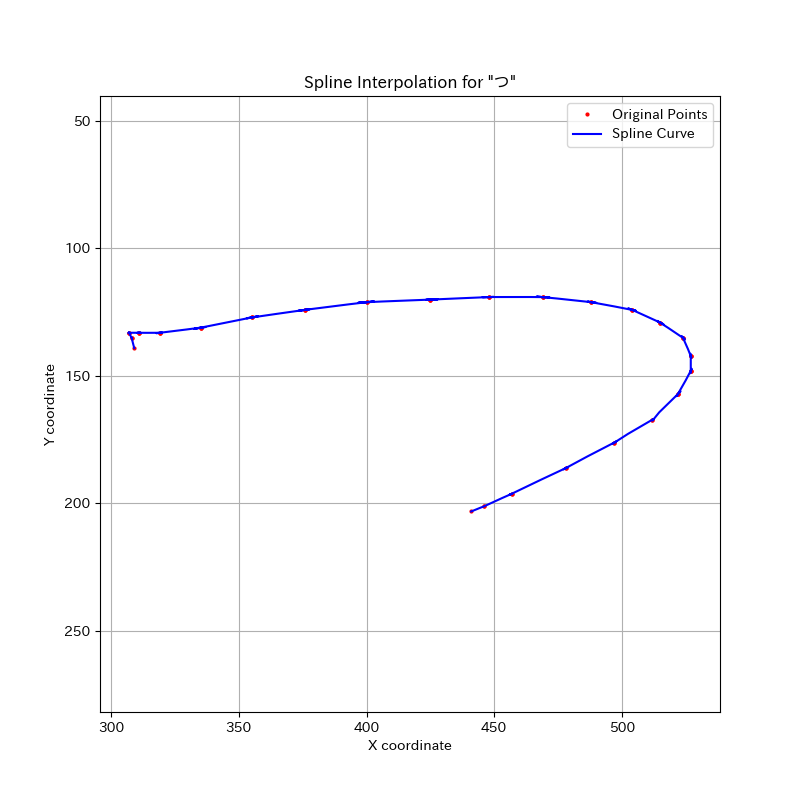 Spline Interpolation for "つ"
Original Points
Spline Curve
50
100
150
200
250
Y coordinate
300 350 400 450 500
X coordinate